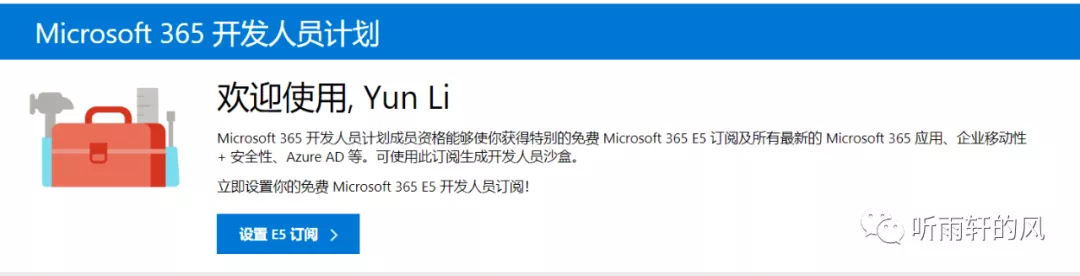 Microsoft 365 开发人员计划
欢迎使用, Yun Li
Microsoft 365 开发人员计划成员资格能够使你获得特别的免费 Microsoft 365 E5 订阅及所有最新的 Microsoft 365 应用、企业移动性
+ 安全性、Azure AD 等。可使用此订阅生成开发人员沙盒。
立即设置你的免费 Microsoft 365 E5 开发人员订阅!
设置 E5 订阅
听雨轩的风